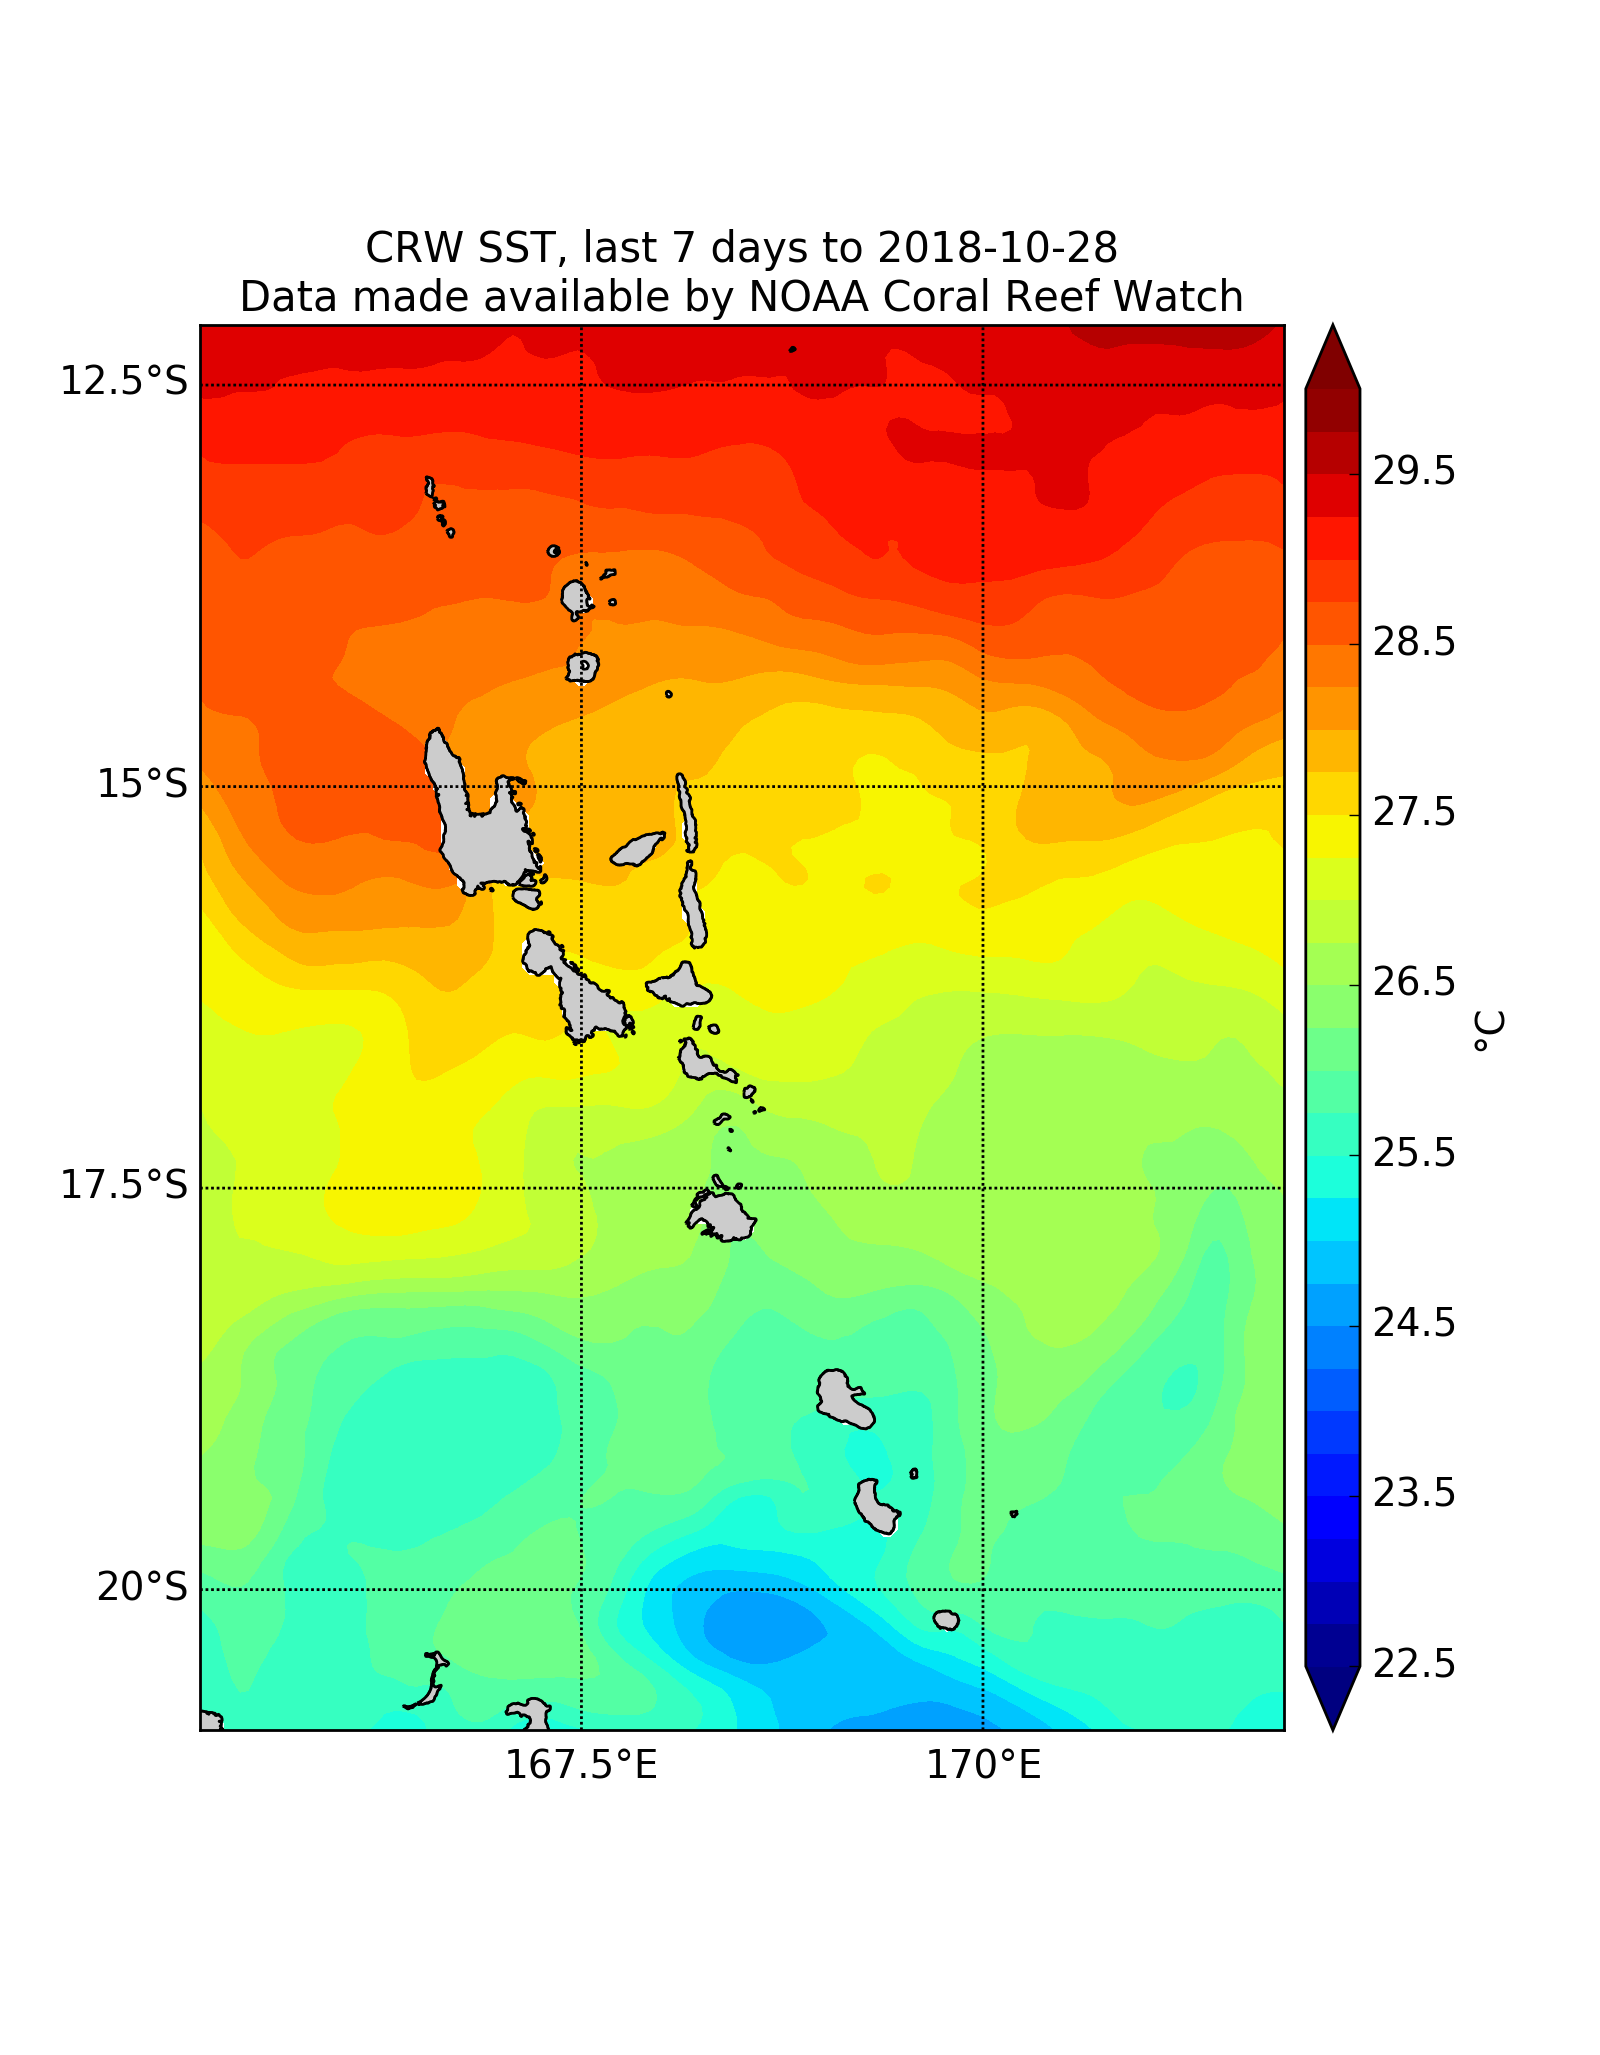 CRW SST, last 7 days to 2018-10-28
Data made available by NOAA Coral Reef Watch
12.5°S
15°S
17.5°S
20°S
167.5°E
170°E
29.5
28.5
27.5
26.5
25.5
24.5
23.5
22.5
°C